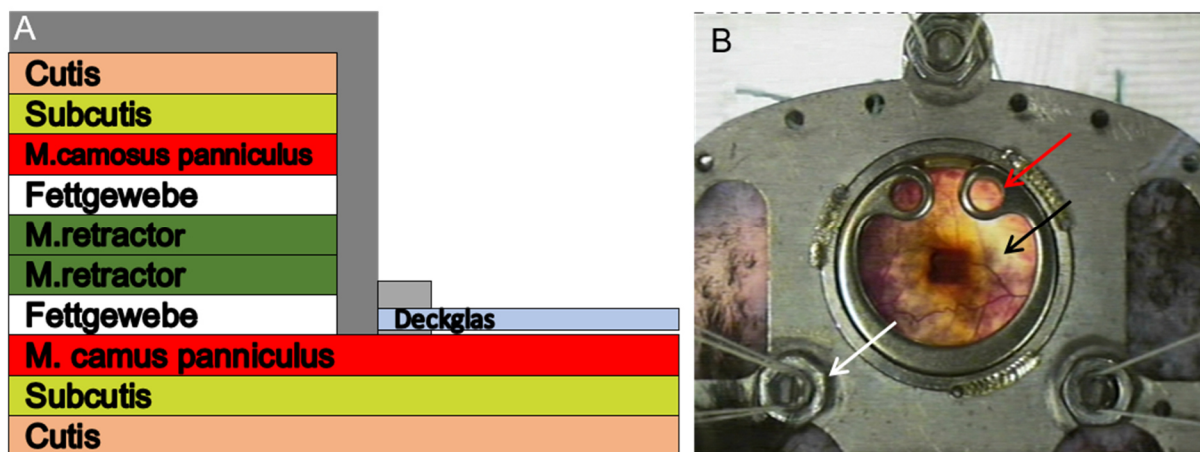 A
Cutis
Subcutis
M.camosus panniculus
Fettgewebe
M.retractor
M.retractor
Fettgewebe
Deckglas
M. camus panniculus
Subcutis
Cutis
B